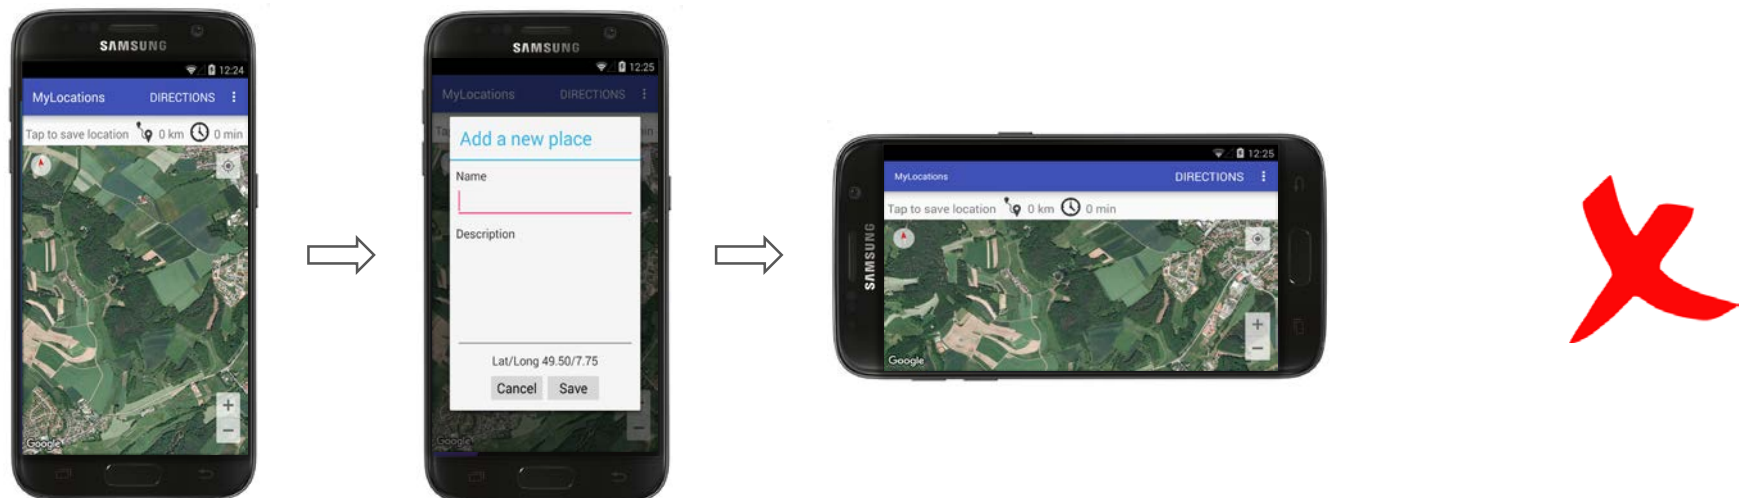 SAMSUNG
12:24
MyLocations DIRECTIONS
Tap to save location 0 km 0 min
Google
SAMSUNG
12:25
MyLocations DIRECTIONS
Ta in
Add a new place
Name
Description
Lat/Long 49.50/7.75
Cancel Save
Google
SAMSUNG
12:25
MyLocations DIRECTIONS
Tap to save location 0 km 0 min
Google